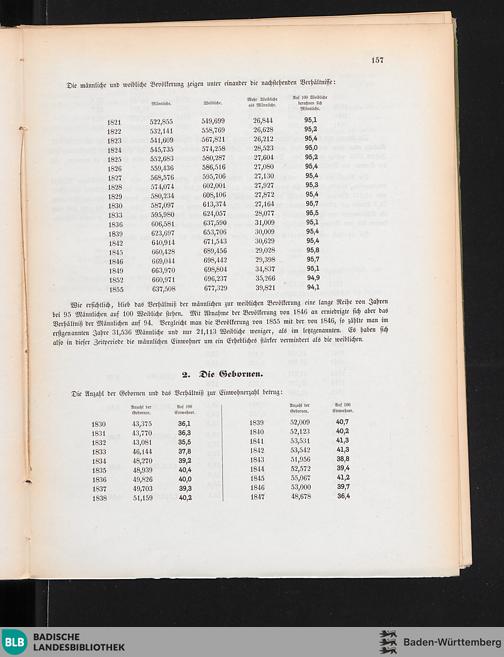 157
Die männliche und weibliche Bevölkerung zeigen unter einander die nachstehenden Verhältnisse:
Männliche. Weibliche. Mehr Weibliche als Männliche. Auf 100 Weibliche berechnen sich Männliche.
1821 522,855 549,699 26,844 95,1
1822 532,141 558,769 26,628 95,2
1823 541,609 567,821 26,212 95,4
1824 545,735 574,258 28,523 95,0
1825 552,683 580,287 27,604 95,2
1826 559,436 586,516 27,080 95,4
1827 568,576 595,706 27,130 95,4
1828 574,074 602,001 27,927 95,3
1829 580,234 608,106 27,872 95,4
1830 587,097 613,374 27,164 95,7
1833 595,980 624,057 28,077 95,5
1836 606,581 637,590 31,009 95,1
1839 623,697 653,706 30,009 95,4
1842 640,914 671,543 30,629 95,4
1845 660,428 689,456 29,028 95,8
1846 669,044 698,442 29,398 95,7
1849 663,970 698,804 34,837 95,1
1852 660,971 696,237 35,266 94,9
1855 637,508 677,329 39,821 94,1
Wie ersichtlich, blieb das Verhältniß der männlichen zur weiblichen Bevölkerung eine lange Reihe von Jahren
bei 95 Männlichen auf 100 Weibliche stehen. Mit Abnahme der Bevölkerung von 1846 an erniedrigte sich aber das
Verhältniß der Männlichen auf 94. Vergleicht man die Bevölkerung von 1855 mit der von 1846, so zählte man im
erstgenannten Jahre 31,536 Männliche und nur 21,113 Weibliche weniger, als im letztgenannten. Es haben sich
also in dieser Zeitperiode die männlichen Einwohner um ein Erhebliches stärker vermindert als die weiblichen.
2. Die Gebornen.
Die Anzahl der Gebornen und das Verhältniß zur Einwohnerzahl betrug:
Anzahl der Gebornen. Auf 100 Einwohner. Anzahl der Gebornen. Auf 100 Einwohner.
1830 43,375 36,1 1839 52,009 40,7
1831 43,770 36,3 1840 52,123 40,2
1832 43,081 35,5 1841 53,531 41,3
1833 46,144 37,8 1842 53,542 41,3
1834 48,270 39,2 1843 51,956 38,8
1835 48,939 40,4 1844 52,572 39,4
1836 49,826 40,0 1845 55,067 41,2
1837 49,703 39,3 1846 53,000 39,7
1838 51,159 40,2 1847 48,678 36,4
BLB BADISCHE LANDESBIBLIOTHEK
Baden-Württemberg